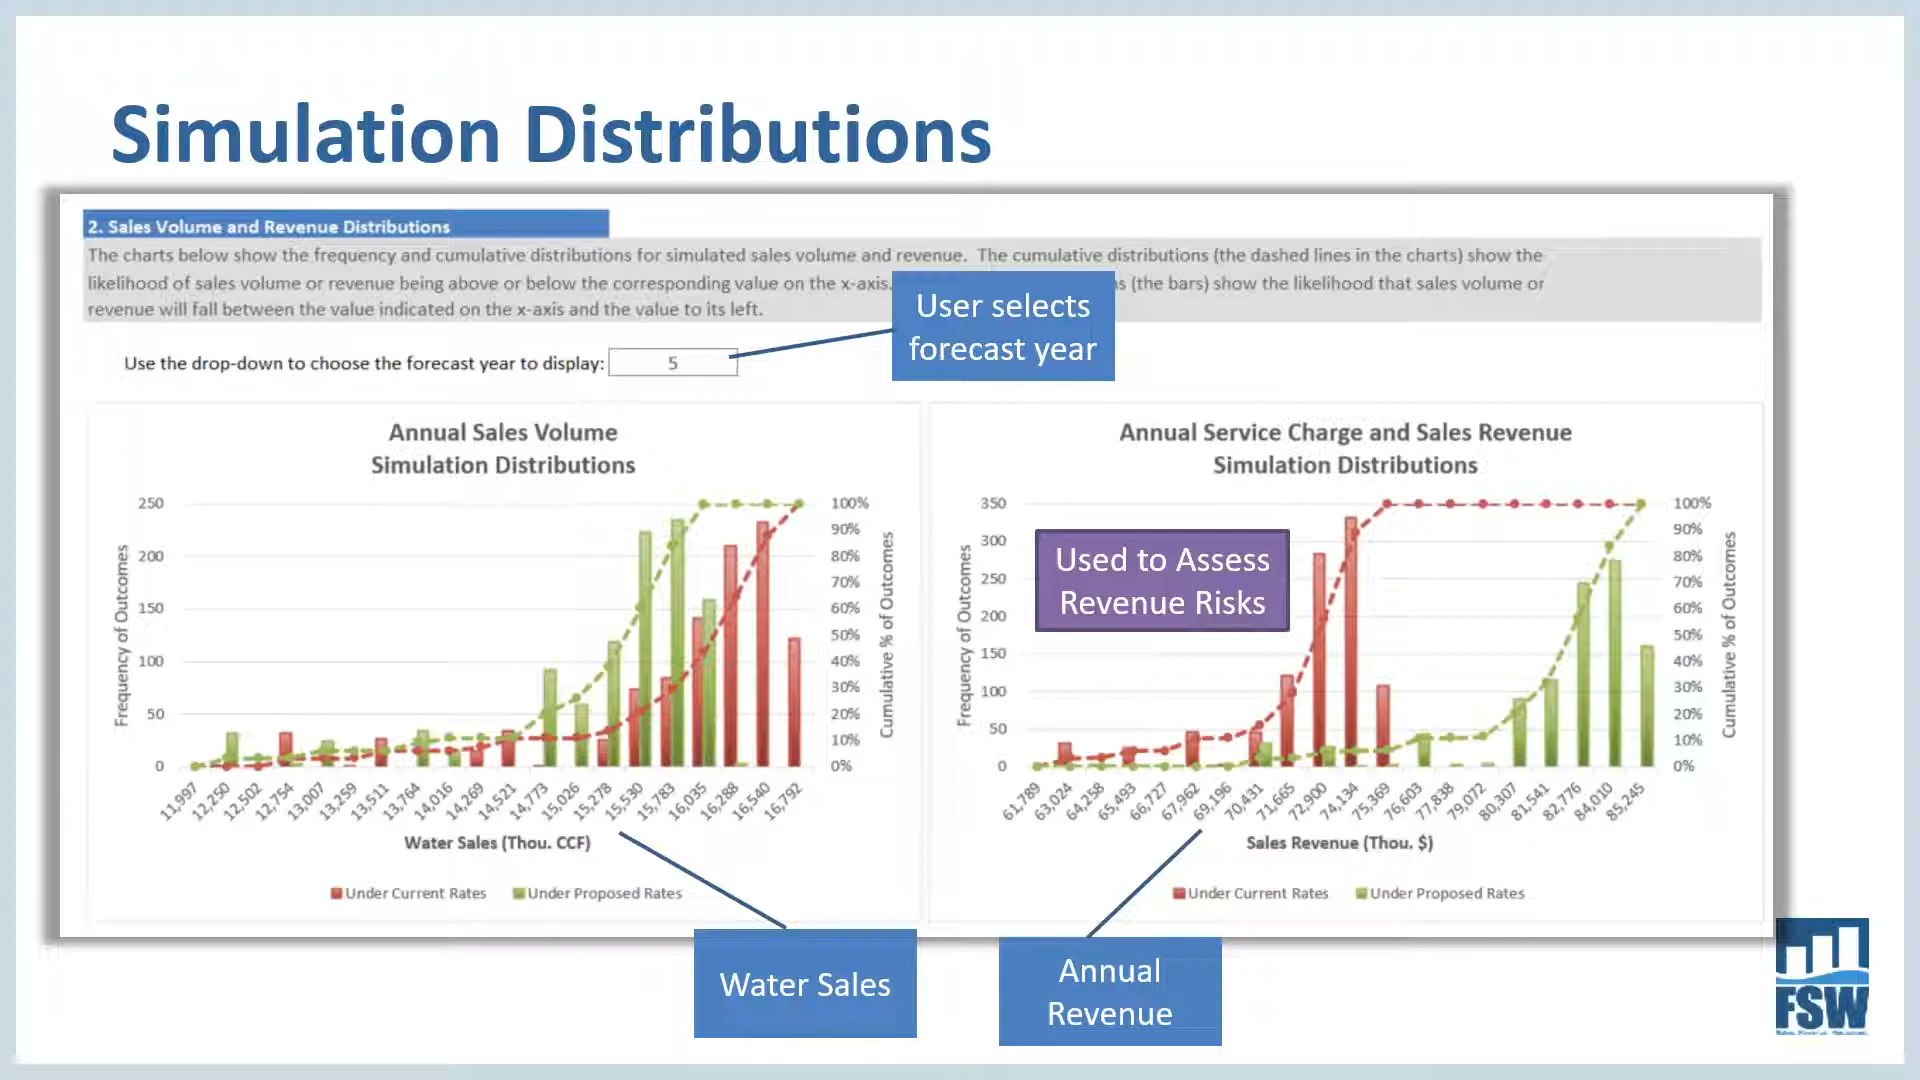 Simulation Distributions
2. Sales Volume and Revenue Distributions
The charts below show the frequency and cumulative distributions for simulated sales volume and revenue. The cumulative distributions (the dashed lines in the charts) show the
likelihood of sales volume or revenue being above or below the corresponding value on the x-axis. (the bars) show the likelihood that sales volume or
revenue will fall between the value indicated on the x-axis and the value to its left.
User selects
forecast year
Use the drop-down to choose the forecast year to display: 5
Annual Sales Volume
Simulation Distributions
Frequency of Outcomes
250
200
150
100
50
0
100%
90%
80%
70%
60%
50%
40%
30%
20%
10%
0%
Cumulative % of Outcomes
11,997 12,250 12,502 12,754 13,007 13,259 13,511 13,764 14,016 14,269 14,521 14,773 15,026 15,278 15,530 15,783 16,035 16,288 16,540 16,792
Water Sales (Thou. CCF)
Under Current Rates Under Proposed Rates
Annual Service Charge and Sales Revenue
Simulation Distributions
Used to Assess
Revenue Risks
Frequency of Outcomes
350
300
250
200
150
100
50
0
100%
90%
80%
70%
60%
50%
40%
30%
20%
10%
0%
Cumulative % of Outcomes
61,789 63,024 64,258 65,493 66,727 67,962 69,196 70,431 71,665 72,900 74,134 75,369 76,603 77,838 79,072 80,307 81,541 82,776 84,010 85,245
Sales Revenue (Thou. $)
Under Current Rates Under Proposed Rates
Water Sales
Annual
Revenue
FSW